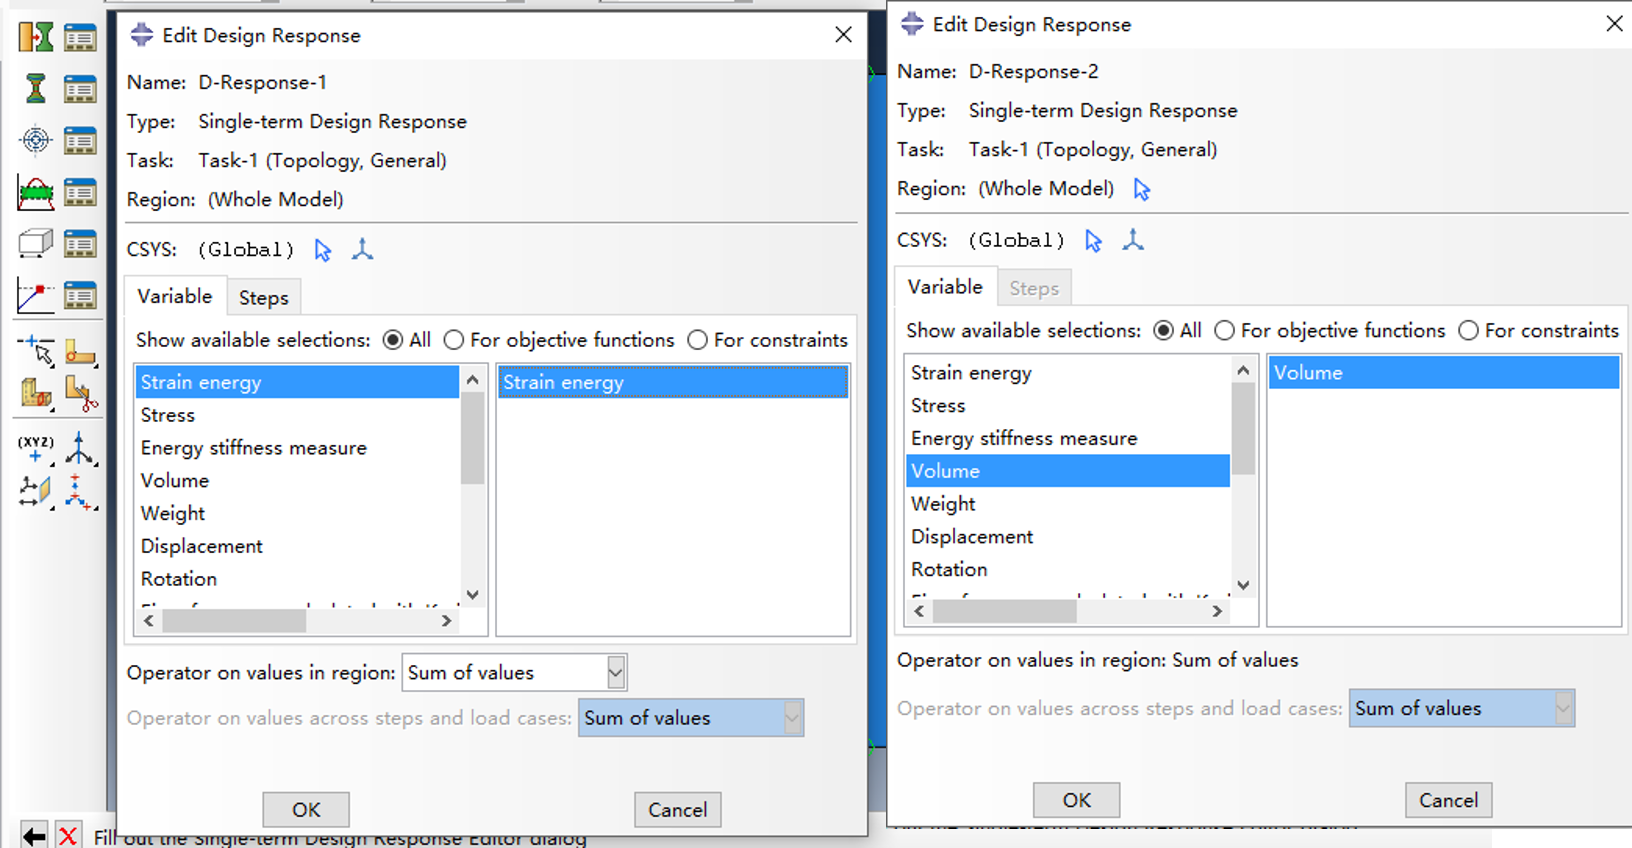 Edit Design Response
Name: D-Response-1
Type: Single-term Design Response
Task: Task-1 (Topology, General)
Region: (Whole Model)
CSYS: (Global)
Variable Steps
Show available selections: All For objective functions For constraints
Strain energy
Stress
Energy stiffness measure
Volume
Weight
Displacement
Rotation
Strain energy
Operator on values in region: Sum of values
Operator on values across steps and load cases: Sum of values
OK Cancel
Edit Design Response
Name: D-Response-2
Type: Single-term Design Response
Task: Task-1 (Topology, General)
Region: (Whole Model)
CSYS: (Global)
Variable Steps
Show available selections: All For objective functions For constraints
Strain energy
Stress
Energy stiffness measure
Volume
Weight
Displacement
Rotation
Volume
Operator on values in region: Sum of values
Operator on values across steps and load cases: Sum of values
OK Cancel
(XYZ)
Fill out the Single-term Design Response Editor dialog